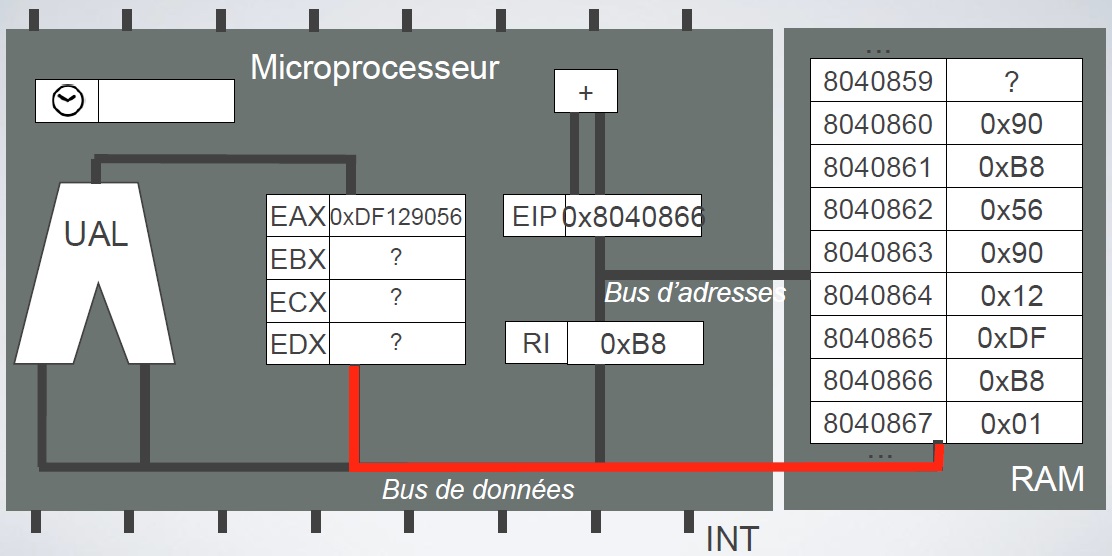 Microprocesseur
+
UAL
EAX 0xDF129056
EBX ?
ECX ?
EDX ?
EIP 0x8040866
Bus d'adresses
RI 0xB8
Bus de données
INT
...
8040859 ?
8040860 0x90
8040861 0xB8
8040862 0x56
8040863 0x90
8040864 0x12
8040865 0xDF
8040866 0xB8
8040867 0x01
...
RAM